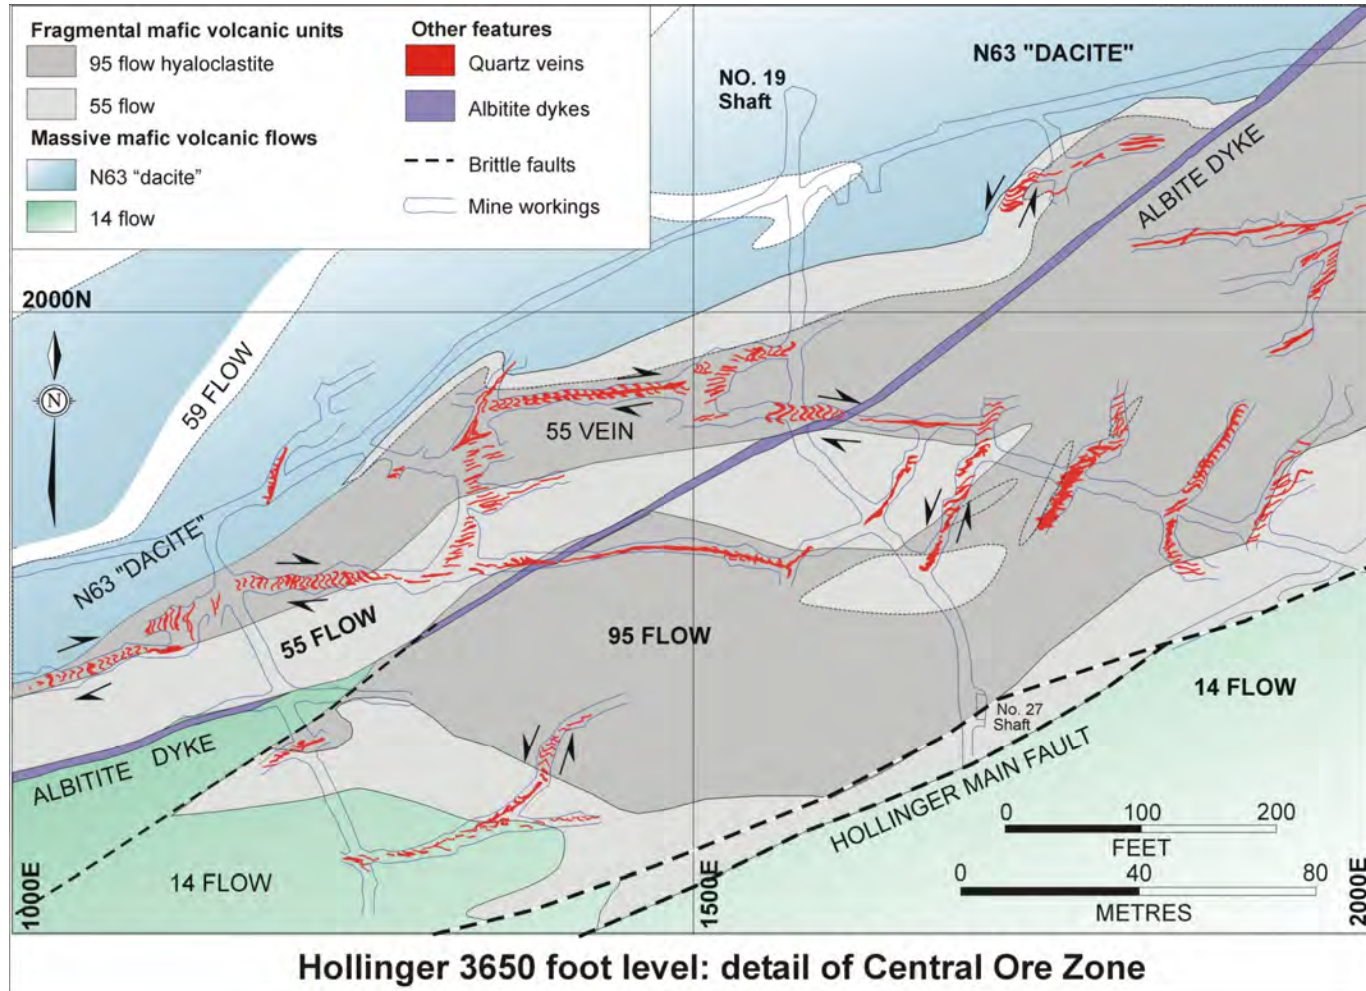 Fragmental mafic volcanic units
95 flow hyaloclastite
55 flow
Massive mafic volcanic flows
N63 “dacite”
14 flow
Other features
Quartz veins
Albitite dykes
Brittle faults
Mine workings
NO. 19
Shaft
N63 "DACITE"
ALBITE DYKE
2000N
59 FLOW
N
55 VEIN
N63 "DACITE"
55 FLOW
95 FLOW
14 FLOW
No. 27
Shaft
ALBITITE DYKE
HOLLINGER MAIN FAULT
14 FLOW
0 100 200
FEET
0 40 80
METRES
1000E
1500E
2000E
Hollinger 3650 foot level: detail of Central Ore Zone